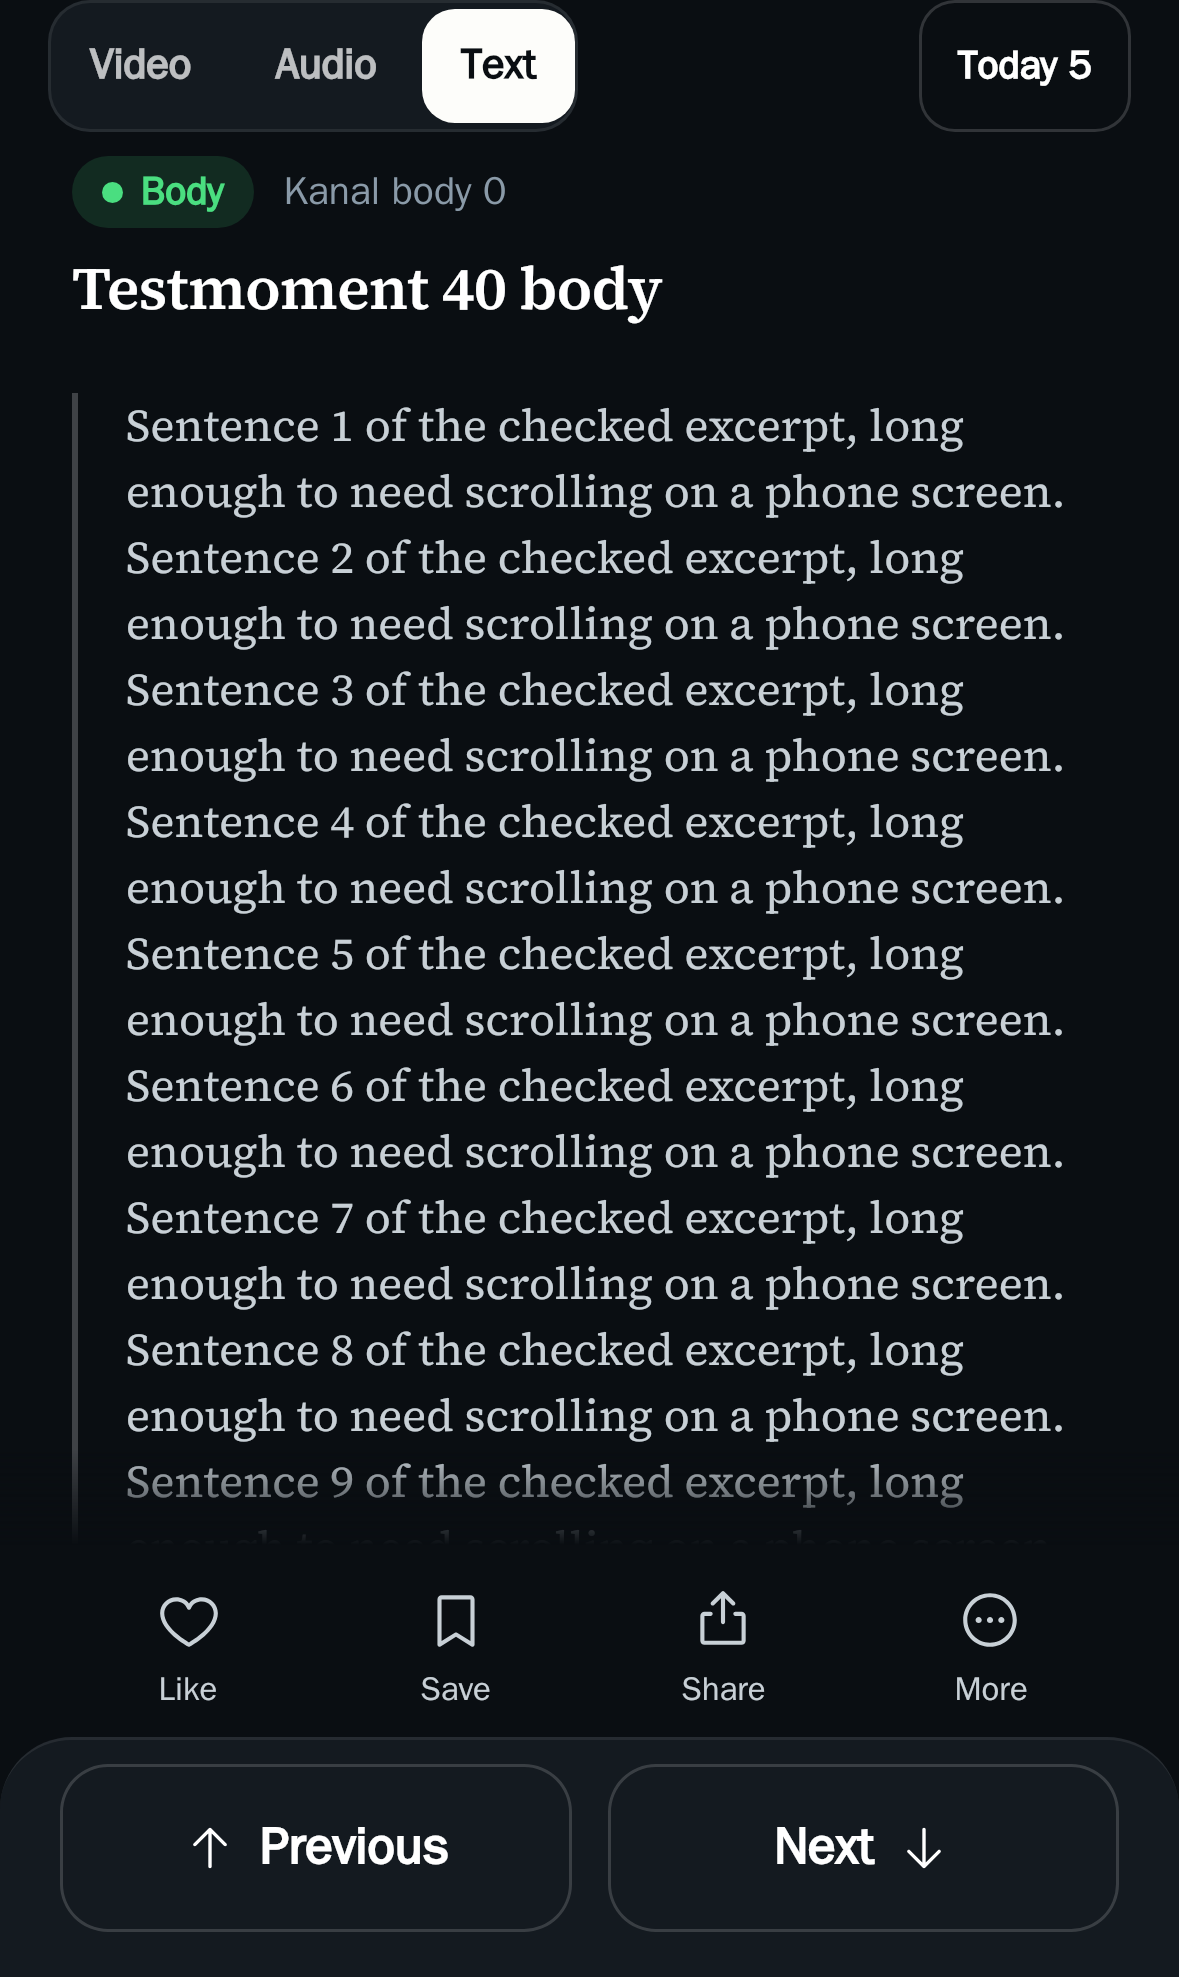 Video Audio Text Today 5
Body Kanal body 0
Testmoment 40 body
Sentence 1 of the checked excerpt, long
enough to need scrolling on a phone screen.
Sentence 2 of the checked excerpt, long
enough to need scrolling on a phone screen.
Sentence 3 of the checked excerpt, long
enough to need scrolling on a phone screen.
Sentence 4 of the checked excerpt, long
enough to need scrolling on a phone screen.
Sentence 5 of the checked excerpt, long
enough to need scrolling on a phone screen.
Sentence 6 of the checked excerpt, long
enough to need scrolling on a phone screen.
Sentence 7 of the checked excerpt, long
enough to need scrolling on a phone screen.
Sentence 8 of the checked excerpt, long
enough to need scrolling on a phone screen.
Sentence 9 of the checked excerpt, long
Like Save Share More
Previous Next